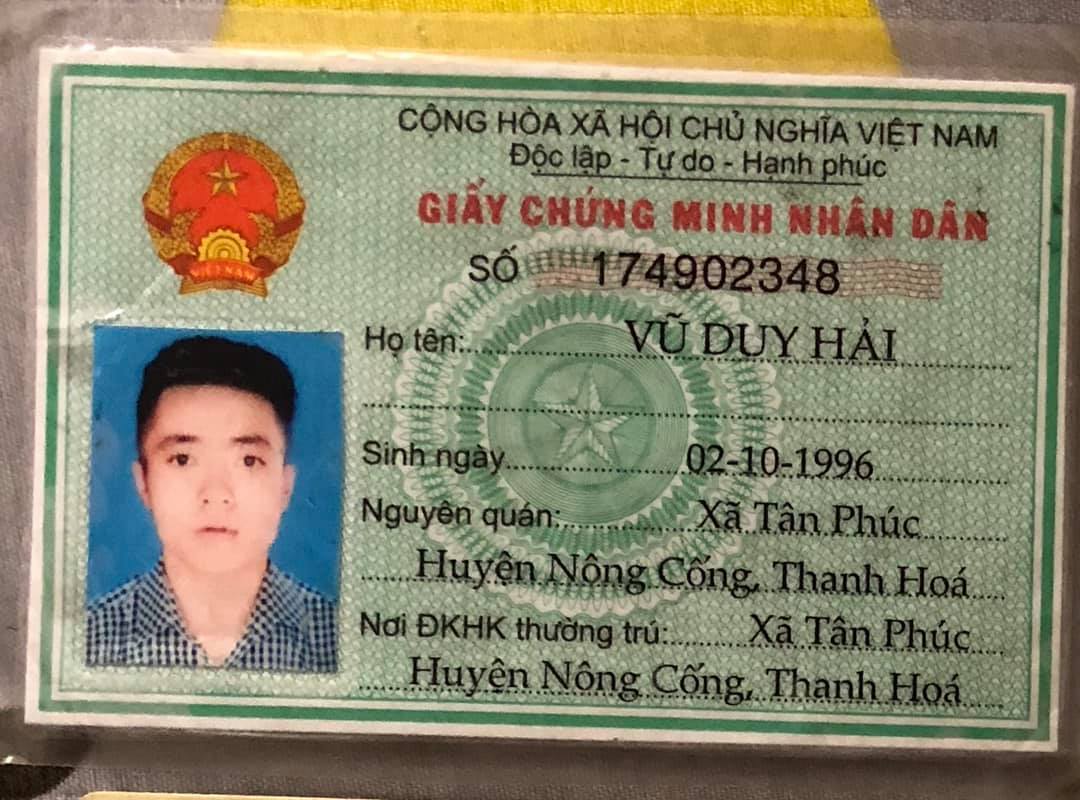 CỘNG HÒA XÃ HỘI CHỦ NGHĨA VIỆT NAM
Độc lập - Tự do - Hạnh phúc
GIẤY CHỨNG MINH NHÂN DÂN
SỐ 174902348
Họ tên: VŨ DUY HẢI
Sinh ngày 02-10-1996
Nguyên quán: Xã Tân Phúc
Huyện Nông Cống, Thanh Hoá
Nơi ĐKHK thường trú: Xã Tân Phúc
Huyện Nông Cống, Thanh Hoá